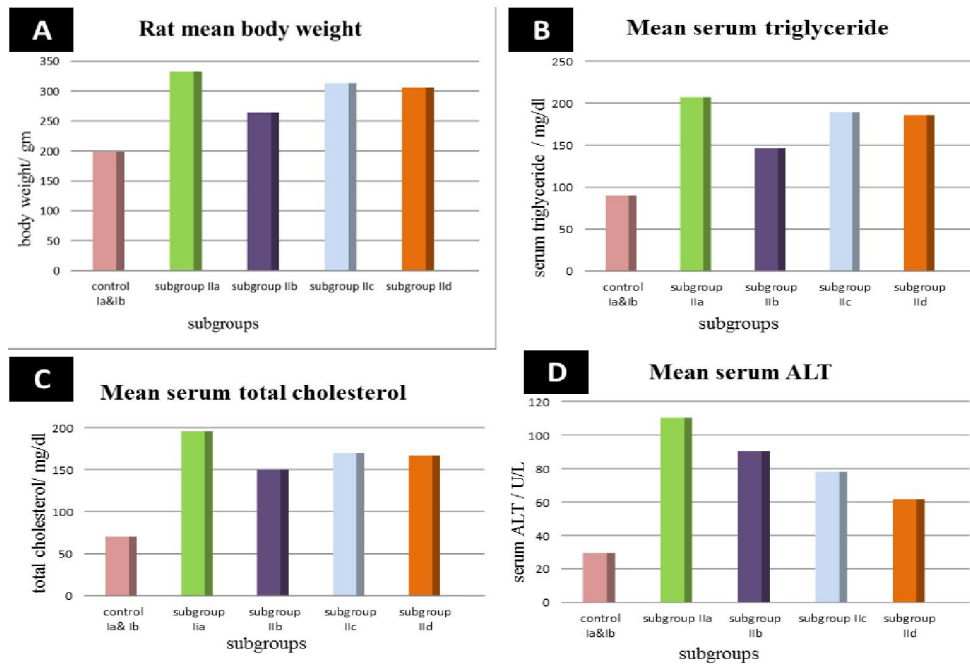 A
Rat mean body weight
350
300
250
200
150
100
50
0
body weight/ gm
control
Ia&Ib
subgroup IIa
subgroup IIb
subgroup IIc
subgroup IId
subgroups
B
Mean serum triglyceride
250
200
150
100
50
0
serum triglyceride / mg/dl
control
Ia&Ib
subgroup
IIa
subgroup
IIb
subgroup
IIc
subgroup
IId
subgroups
C
Mean serum total cholesterol
200
150
100
50
0
total cholesterol/ mg/dl
control
Ia& Ib
subgroup
Iia
subgroup
IIb
subgroup
IIc
subgroup
IId
subgroups
D
Mean serum ALT
120
100
80
60
40
20
0
serum ALT / U/L
control
Ia&Ib
subgroup IIa
subgroup
IIb
subgroup IIc
subgroup
IId
subgroups